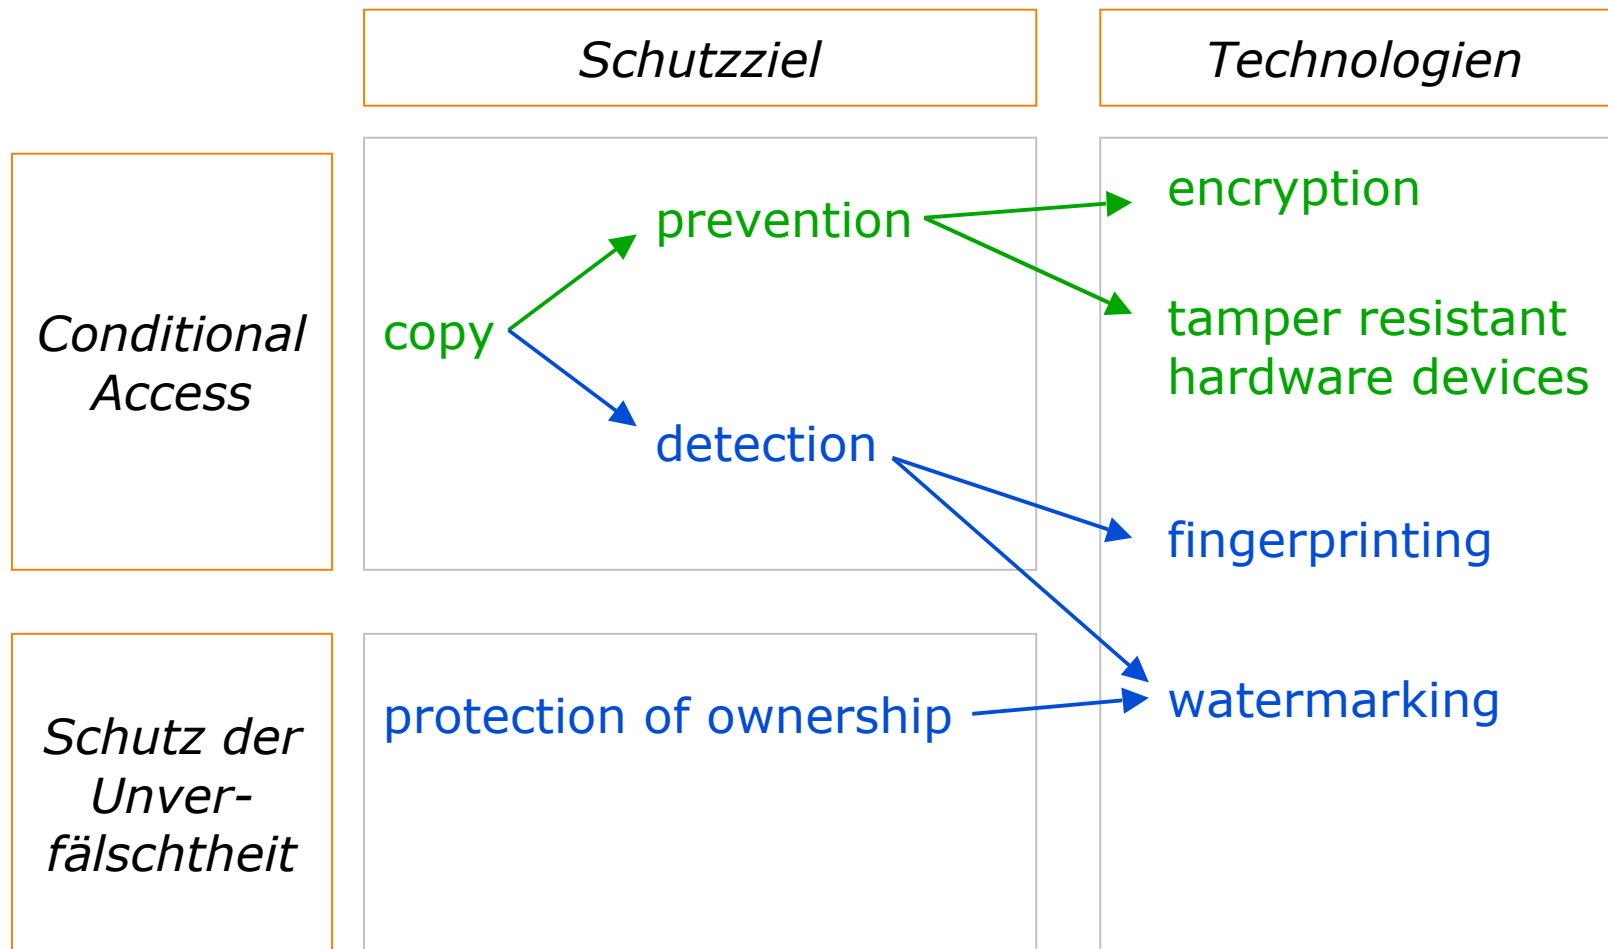 Schutzziel
Technologien
Conditional
Access
copy
prevention
detection
encryption
tamper resistant
hardware devices
fingerprinting
watermarking
Schutz der
Unver-
fälschtheit
protection of ownership